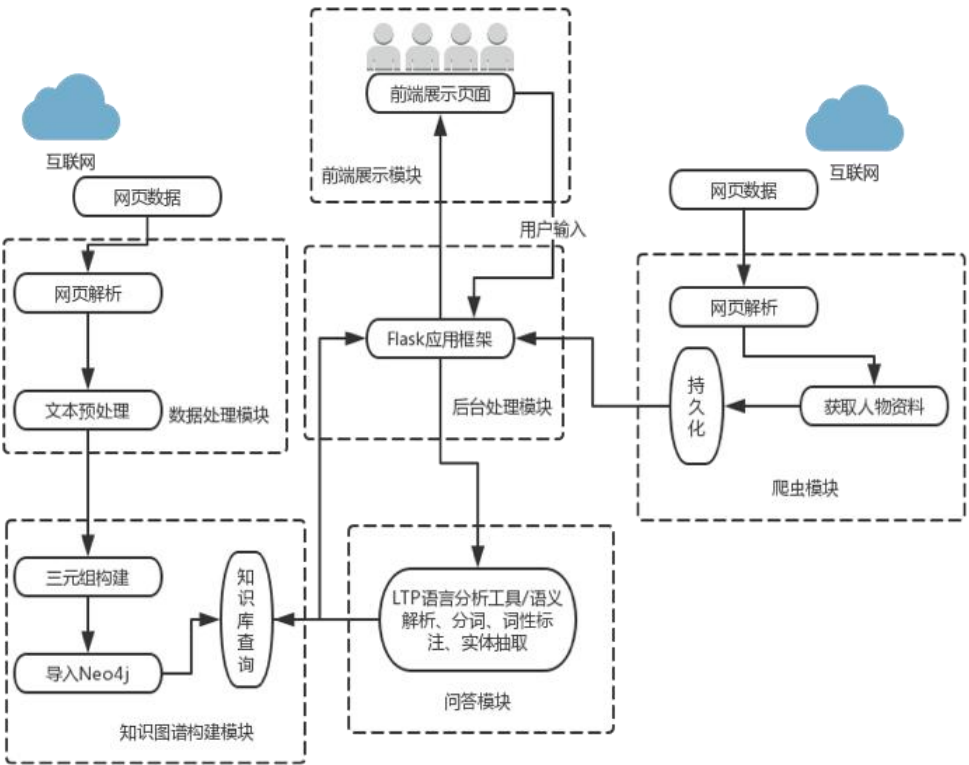 前端展示页面
前端展示模块
用户输入
互联网
网页数据
网页解析
文本预处理
数据处理模块
Flask应用框架
后台处理模块
互联网
网页数据
网页解析
获取人物资料
持
久
化
爬虫模块
三元组构建
导入Neo4j
知
识
库
查
询
知识图谱构建模块
LTP语言分析工具/语义
解析、分词、词性标
注、实体抽取
问答模块